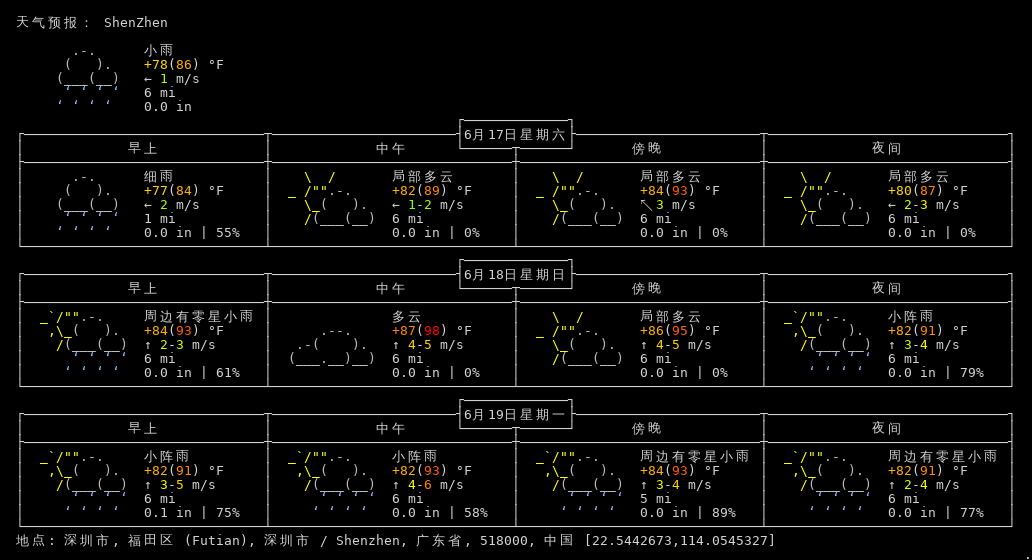 天气预报： ShenZhen
小雨
+78(86) °F
← 1 m/s
6 mi
0.0 in
6月17日星期六
早上 中午 傍晚 夜间
细雨 局部多云 局部多云 局部多云
+77(84) °F +82(89) °F +84(93) °F +80(87) °F
← 2 m/s ← 1-2 m/s ↖ 3 m/s ← 2-3 m/s
1 mi 6 mi 6 mi 6 mi
0.0 in | 55% 0.0 in | 0% 0.0 in | 0% 0.0 in | 0%
6月18日星期日
早上 中午 傍晚 夜间
周边有零星小雨 多云 局部多云 小阵雨
+84(93) °F +87(98) °F +86(95) °F +82(91) °F
↑ 2-3 m/s ↑ 4-5 m/s ↑ 4-5 m/s ↑ 3-4 m/s
6 mi 6 mi 6 mi 6 mi
0.0 in | 61% 0.0 in | 0% 0.0 in | 0% 0.0 in | 79%
6月19日星期一
早上 中午 傍晚 夜间
小阵雨 小阵雨 周边有零星小雨 周边有零星小雨
+82(91) °F +82(93) °F +84(93) °F +82(91) °F
↑ 3-5 m/s ↑ 4-6 m/s ↑ 3-4 m/s ↑ 2-4 m/s
6 mi 6 mi 5 mi 6 mi
0.1 in | 75% 0.0 in | 58% 0.0 in | 89% 0.0 in | 77%
地点: 深圳市, 福田区 (Futian), 深圳市 / Shenzhen, 广东省, 518000, 中国 [22.5442673,114.0545327]